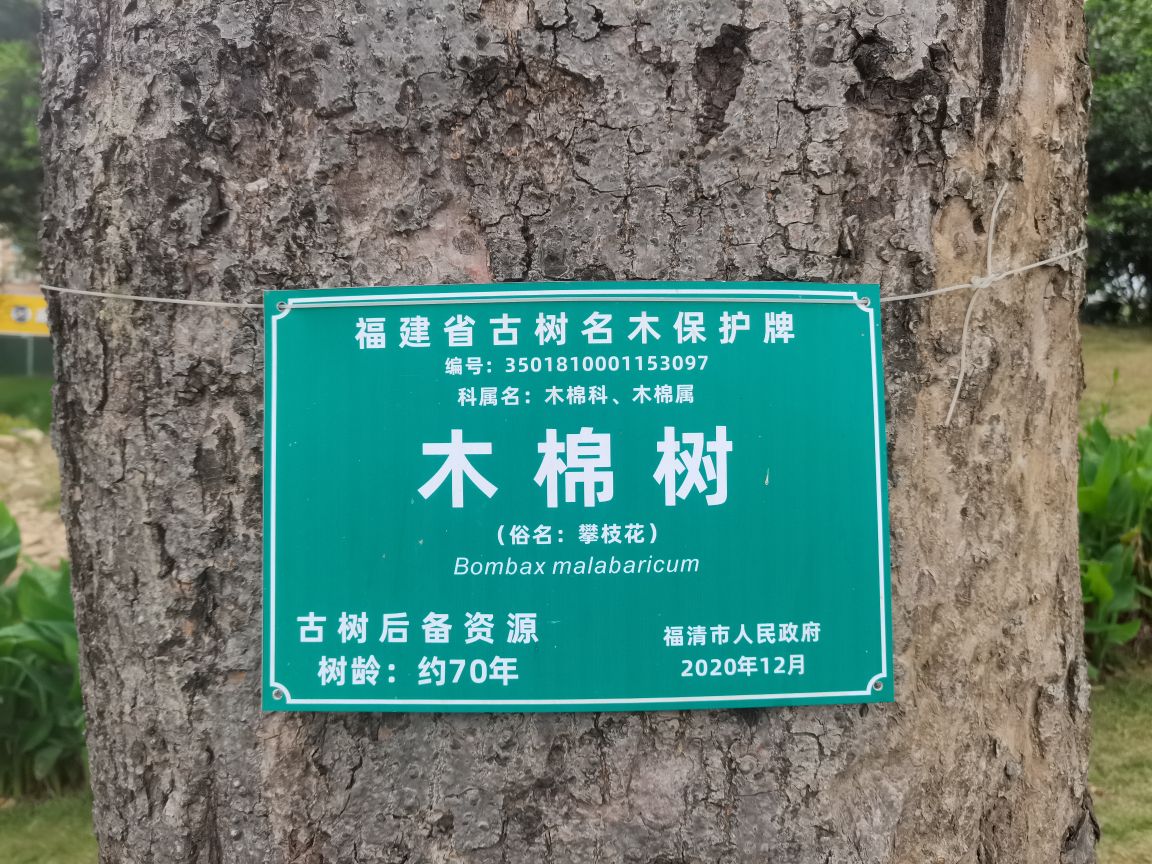 福建省古树名木保护牌
编号：3501810001153097
科属名：木棉科、木棉属
木棉树
（俗名：攀枝花）
Bombax malabaricum
古树后备资源
树龄：约70年
福清市人民政府
2020年12月